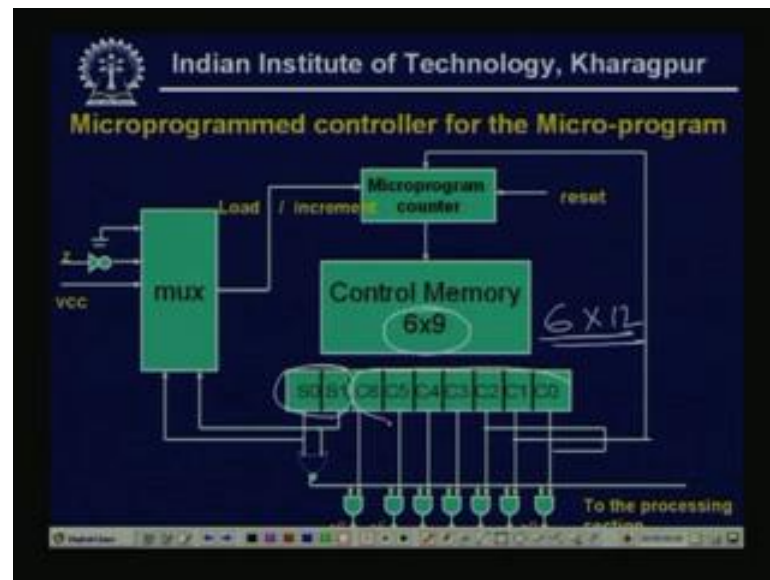 Indian Institute of Technology, Kharagpur
Microprogrammed controller for the Micro-program
Microprogram
counter
reset
Load / increment
z
vcc
mux
Control Memory
6x9
6 X 12
S0 S1 C6 C5 C4 C3 C2 C1 C0
To the processing
section